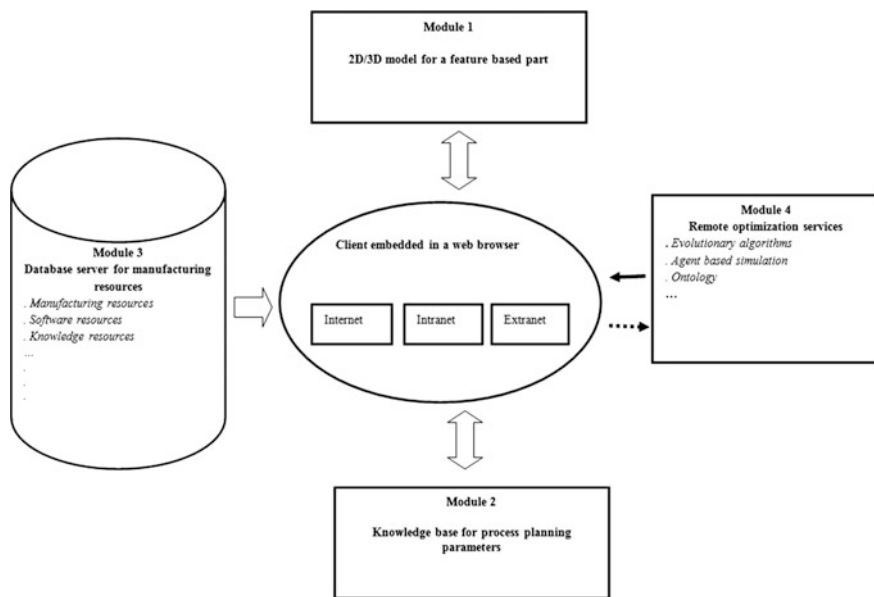 Module 1
2D/3D model for a feature based part
Module 3
Database server for manufacturing
resources
. Manufacturing resources
. Software resources
. Knowledge resources
...
.
.
.
Client embedded in a web browser
Internet
Intranet
Extranet
Module 4
Remote optimization services
. Evolutionary algorithms
. Agent based simulation
. Ontology
...
Module 2
Knowledge base for process planning
parameters